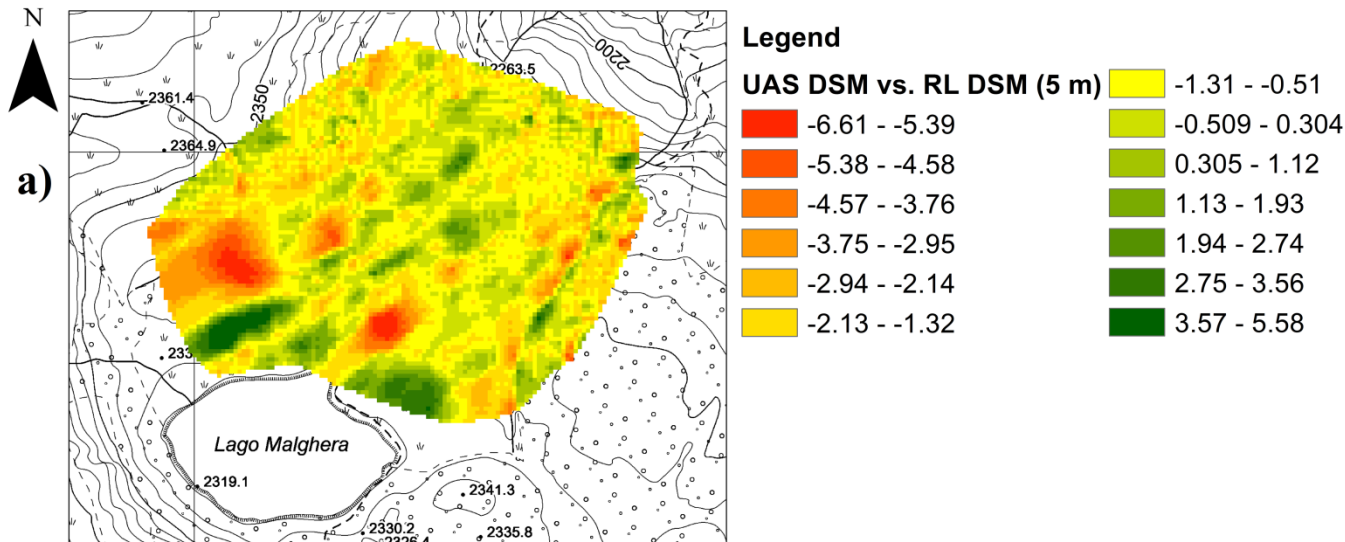 N
a)
2361.4
2364.9
2350
2263.5
2200
Lago Malghera
2319.1
2341.3
2330.2
2335.8
2326.4
Legend
UAS DSM vs. RL DSM (5 m)
-6.61 - -5.39
-5.38 - -4.58
-4.57 - -3.76
-3.75 - -2.95
-2.94 - -2.14
-2.13 - -1.32
-1.31 - -0.51
-0.509 - 0.304
0.305 - 1.12
1.13 - 1.93
1.94 - 2.74
2.75 - 3.56
3.57 - 5.58